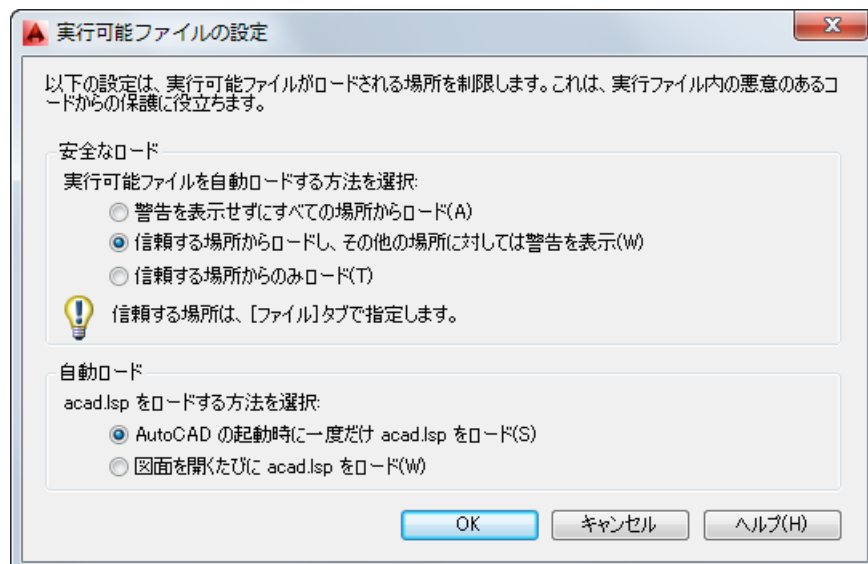 実行可能ファイルの設定
以下の設定は、実行可能ファイルがロードされる場所を制限します。これは、実行ファイル内の悪意のあるコ
ードからの保護に役立ちます。
安全なロード
実行可能ファイルを自動ロードする方法を選択:
警告を表示せずにすべての場所からロード(A)
信頼する場所からロードし、その他の場所に対しては警告を表示(W)
信頼する場所からのみロード(T)
信頼する場所は、[ファイル]タブで指定します。
自動ロード
acad.lsp をロードする方法を選択:
AutoCAD の起動時に一度だけ acad.lsp をロード(S)
図面を開くたびに acad.lsp をロード(W)
OK キャンセル ヘルプ(H)